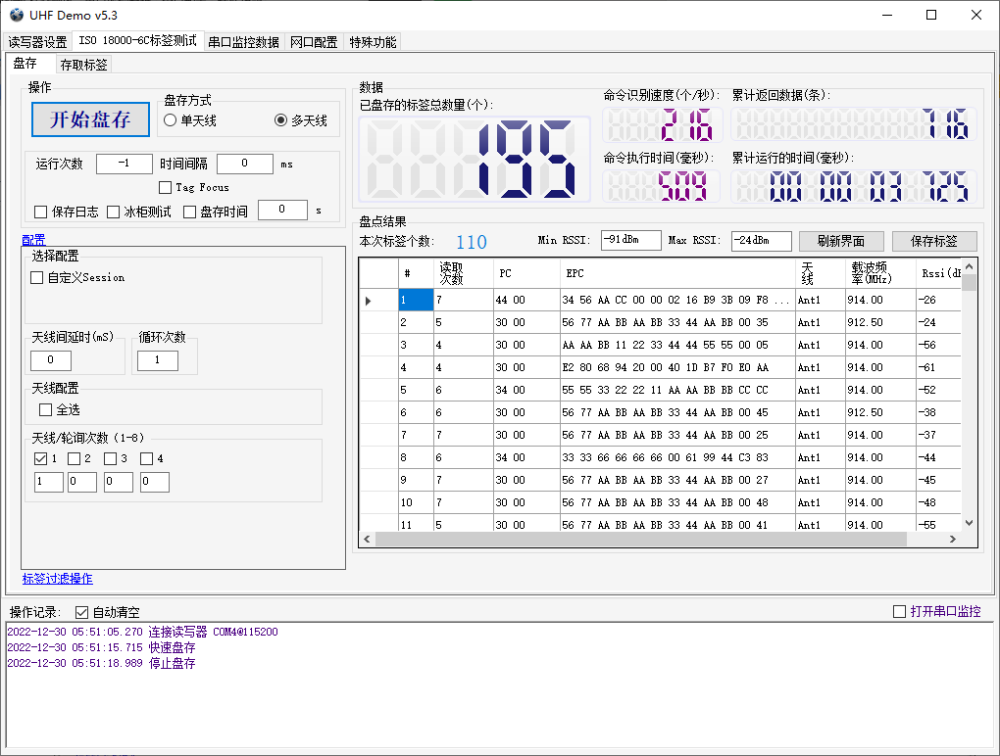 UHF Demo v5.3
读写器设置 ISO 18000-6C标签测试 串口监控数据 网口配置 特殊功能
盘存 存取标签
操作
开始盘存
盘存方式
单天线 多天线
运行次数 -1 时间间隔 0 ms
Tag Focus
保存日志 冰柜测试 盘存时间 0 s
配置
选择配置
自定义Session
天线间延时(mS) 循环次数
0 1
天线配置
全选
天线/轮询次数 (1-8)
1 2 3 4
1 0 0 0
标签过滤操作
数据
已盘存的标签总数量(个):
195
命令识别速度(个/秒):
216
累计返回数据(条):
716
命令执行时间(毫秒):
509
累计运行的时间(毫秒):
00 00 03 725
盘点结果
本次标签个数: 110 Min RSSI: -91dBm Max RSSI: -24dBm 刷新界面 保存标签
# 读取次数 PC EPC 天线 载波频率(MHz) Rssi(dB
1 7 44 00 34 56 AA CC 00 00 02 16 B9 3B 09 F8 ... Ant1 914.00 -26
2 5 30 00 56 77 AA BB AA BB 33 44 AA BB 00 35 Ant1 912.50 -24
3 4 30 00 AA AA BB 11 22 33 44 44 55 55 00 05 Ant1 914.00 -56
4 4 30 00 E2 80 68 94 20 00 40 1D B7 F0 E0 AA Ant1 914.00 -61
5 6 34 00 55 55 33 22 22 11 AA AA BB BB CC CC Ant1 914.00 -52
6 6 30 00 56 77 AA BB AA BB 33 44 AA BB 00 45 Ant1 912.50 -38
7 7 30 00 56 77 AA BB AA BB 33 44 AA BB 00 25 Ant1 914.00 -37
8 6 34 00 33 33 66 66 66 66 00 61 99 44 C3 83 Ant1 914.00 -44
9 7 30 00 56 77 AA BB AA BB 33 44 AA BB 00 27 Ant1 914.00 -45
10 7 30 00 56 77 AA BB AA BB 33 44 AA BB 00 48 Ant1 914.00 -48
11 5 30 00 56 77 AA BB AA BB 33 44 AA BB 00 41 Ant1 914.00 -55
操作记录: 自动清空 打开串口监控
2022-12-30 05:51:05.270 连接读写器 COM4@115200
2022-12-30 05:51:15.715 快速盘存
2022-12-30 05:51:18.989 停止盘存